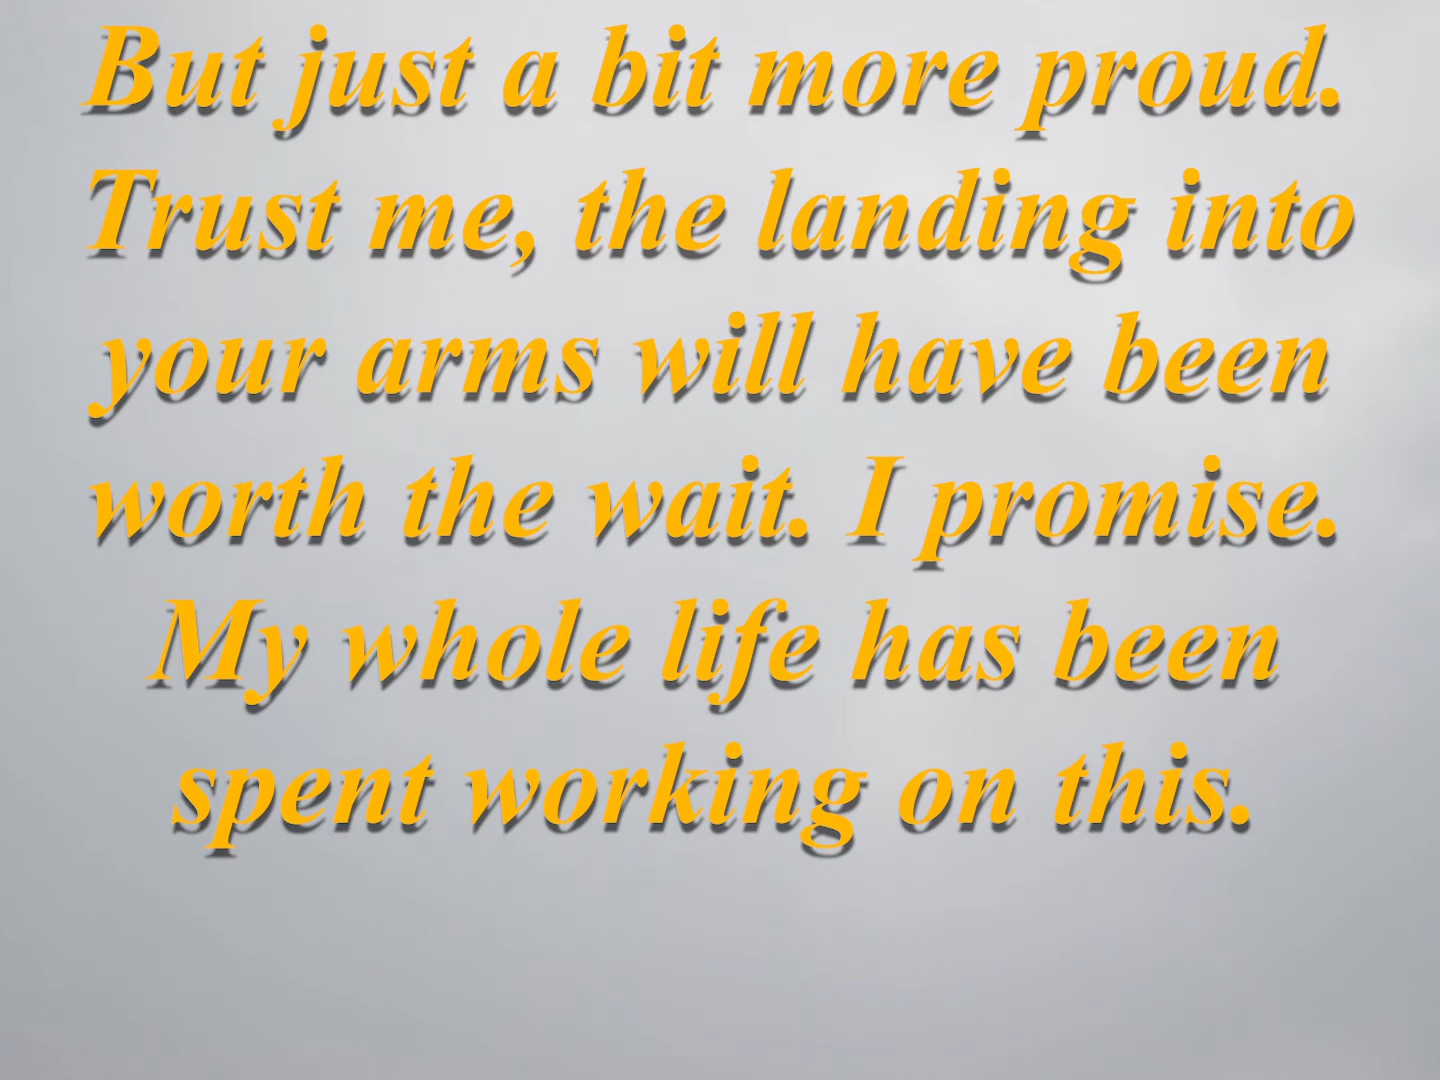 But just a bit more proud.
Trust me, the landing into
your arms will have been
worth the wait. I promise.
My whole life has been
spent working on this.